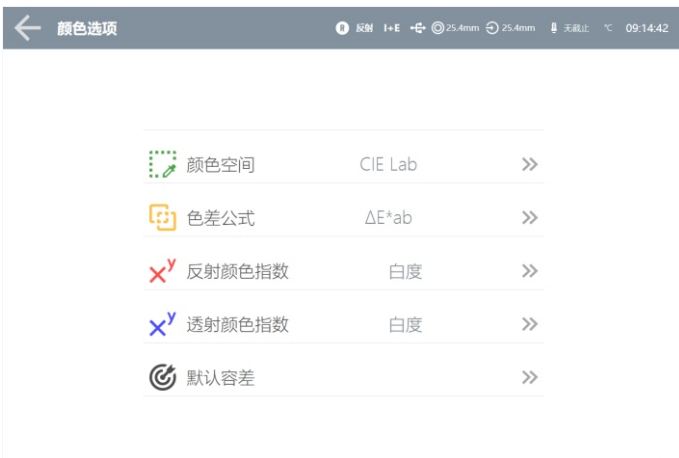 颜色选项 R 反射 I+E 25.4mm 25.4mm 无截止 ℃ 09:14:42
颜色空间 CIE Lab
色差公式 ΔE*ab
反射颜色指数 白度
透射颜色指数 白度
默认容差